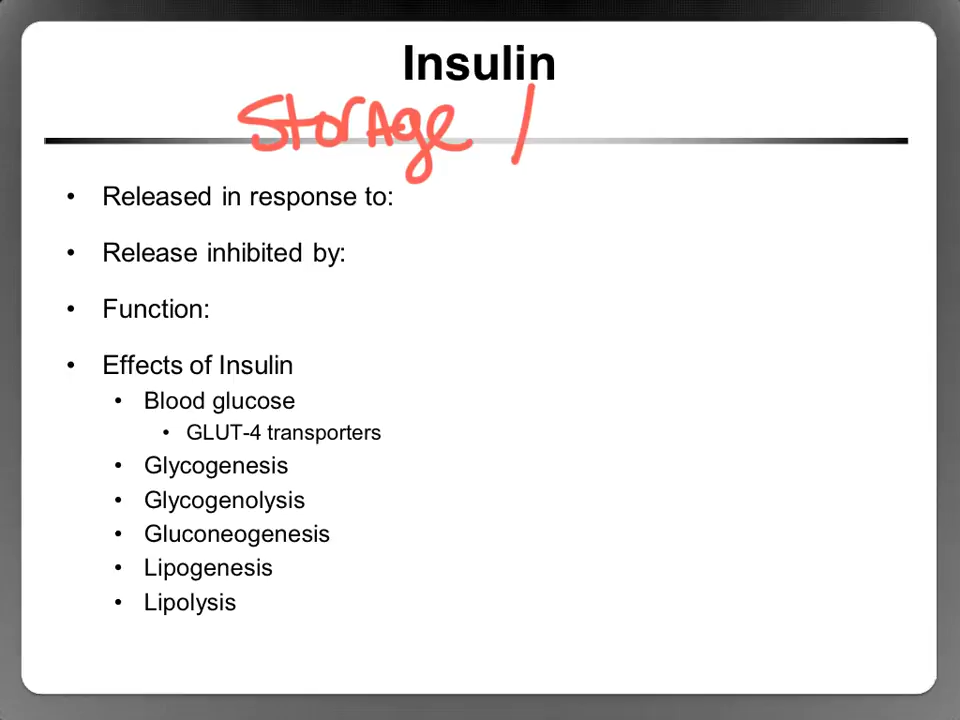 Insulin
Storage /
• Released in response to:
• Release inhibited by:
• Function:
• Effects of Insulin
• Blood glucose
• GLUT-4 transporters
• Glycogenesis
• Glycogenolysis
• Gluconeogenesis
• Lipogenesis
• Lipolysis